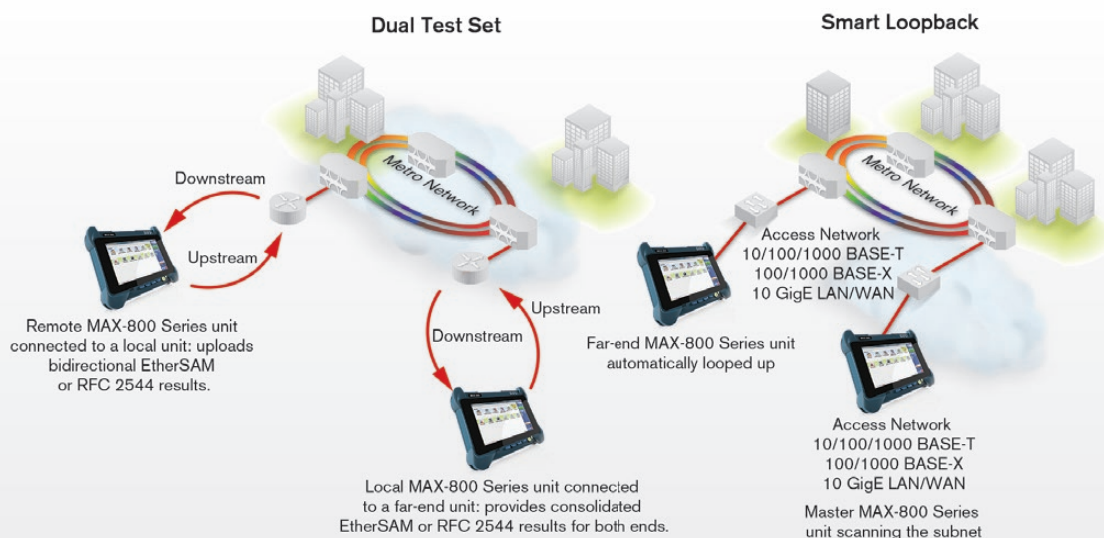 Dual Test Set
Metro Network
Downstream
Upstream
Remote MAX-800 Series unit
connected to a local unit: uploads
bidirectional EtherSAM
or RFC 2544 results.
Upstream
Downstream
Local MAX-800 Series unit connected
to a far-end unit: provides consolidated
EtherSAM or RFC 2544 results for both ends.
Smart Loopback
Metro Network
Access Network
10/100/1000 BASE-T
100/1000 BASE-X
10 GigE LAN/WAN
Far-end MAX-800 Series unit
automatically looped up
Access Network
10/100/1000 BASE-T
100/1000 BASE-X
10 GigE LAN/WAN
Master MAX-800 Series
unit scanning the subnet